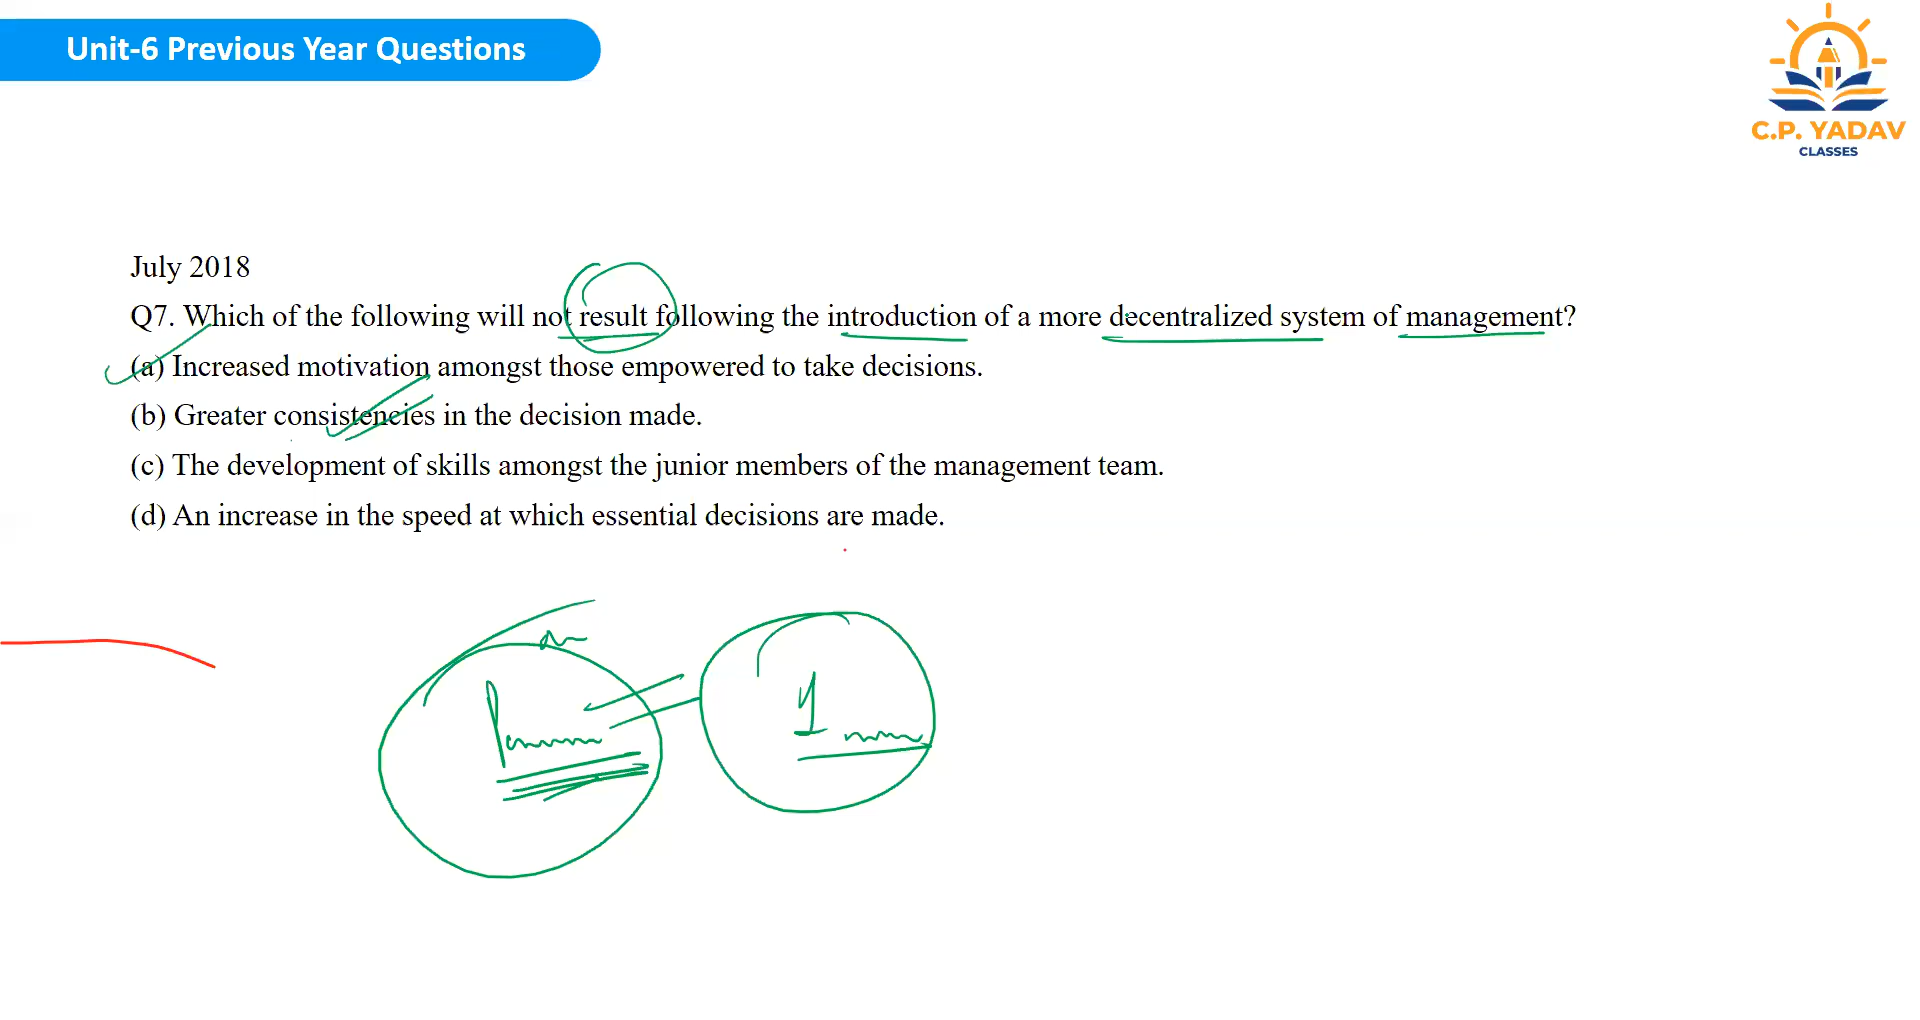 Unit-6 Previous Year Questions
C.P. YADAV
CLASSES
July 2018
Q7. Which of the following will not result following the introduction of a more decentralized system of management?
(a) Increased motivation amongst those empowered to take decisions.
(b) Greater consistencies in the decision made.
(c) The development of skills amongst the junior members of the management team.
(d) An increase in the speed at which essential decisions are made.
1